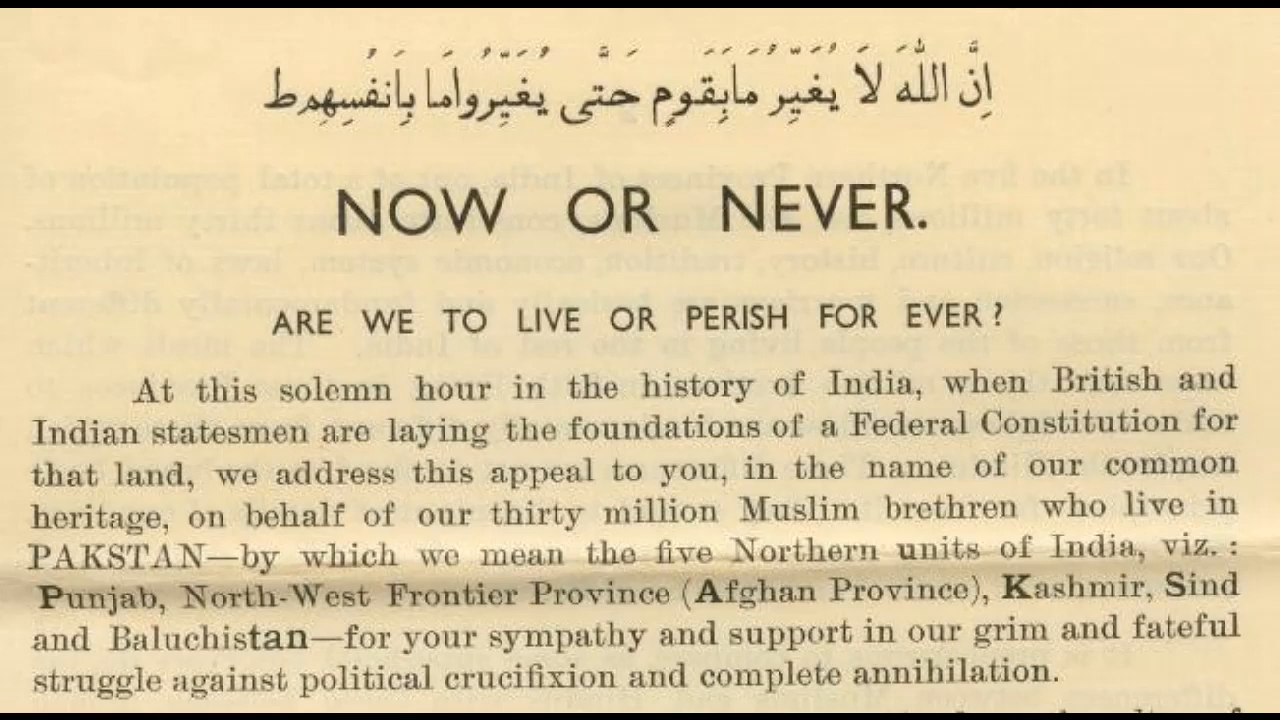 اِنَّ اللّٰهَ لَا يُغَيِّرُ مَابِقَومٍ حَتّٰى يُغَيِّرُوامَا بِاَنفُسِهِمط
NOW OR NEVER.
ARE WE TO LIVE OR PERISH FOR EVER?
At this solemn hour in the history of India, when British and
Indian statesmen are laying the foundations of a Federal Constitution for
that land, we address this appeal to you, in the name of our common
heritage, on behalf of our thirty million Muslim brethren who live in
PAKSTAN—by which we mean the five Northern units of India, viz. :
Punjab, North-West Frontier Province (Afghan Province), Kashmir, Sind
and Baluchistan—for your sympathy and support in our grim and fateful
struggle against political crucifixion and complete annihilation.